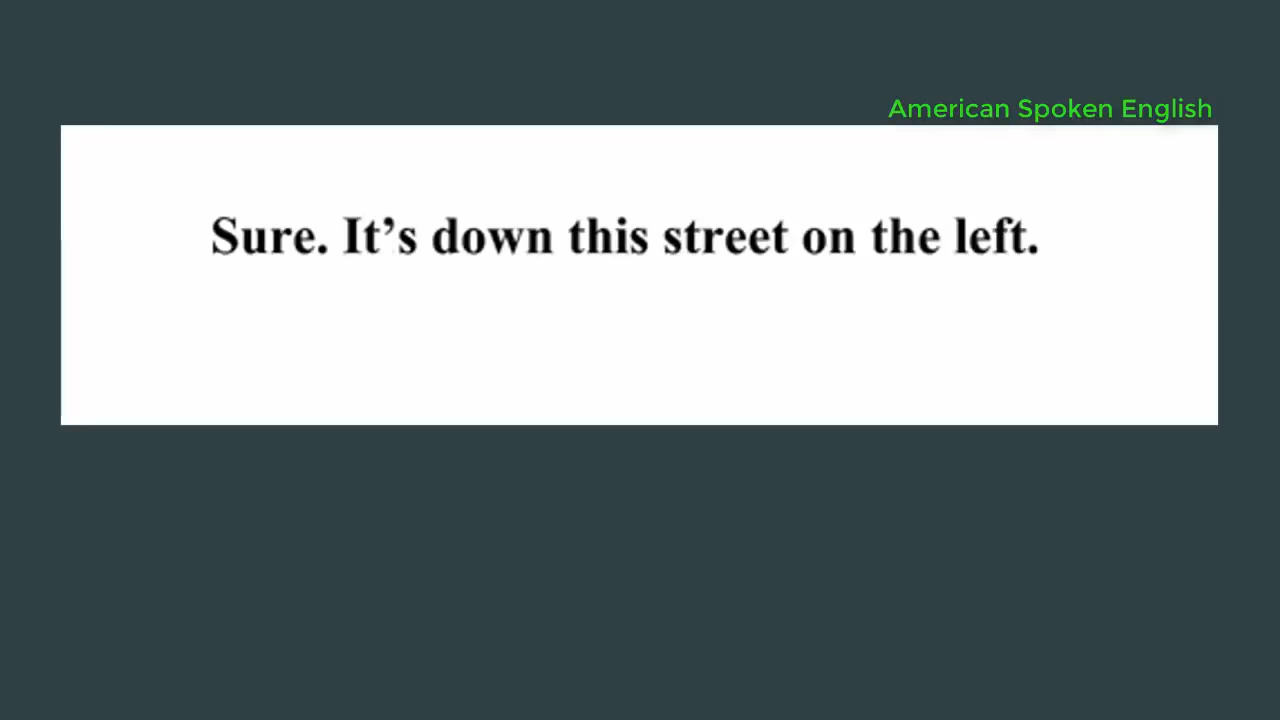 American Spoken English
Sure. It’s down this street on the left.